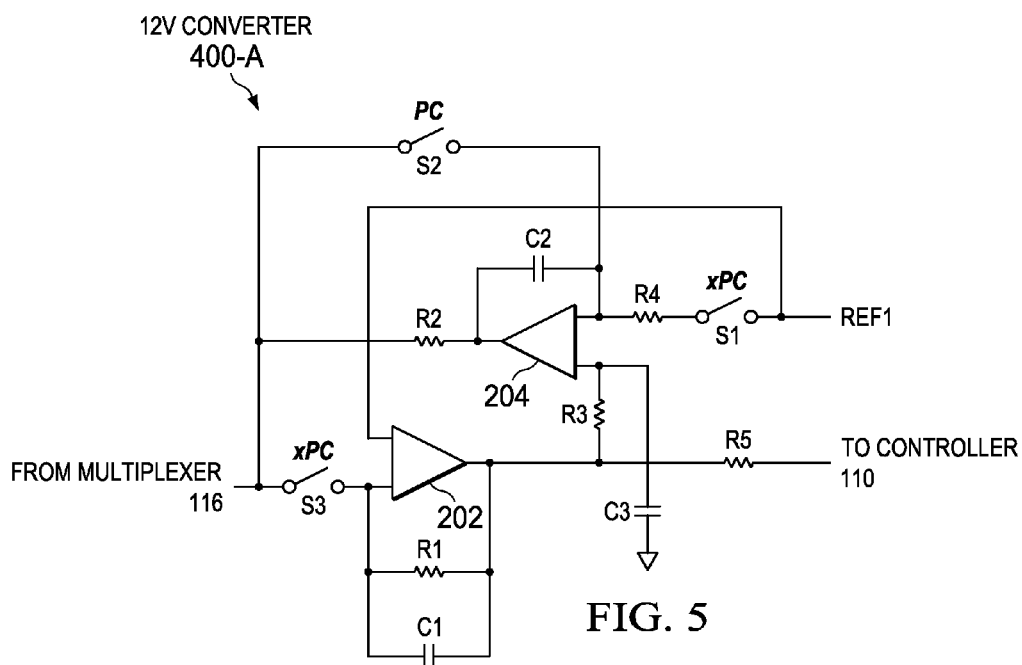 12V CONVERTER
400-A
PC
S2
C2
xPC
R4
S1
REF1
R2
204
R3
xPC
S3
FROM MULTIPLEXER
116
202
R5
TO CONTROLLER
110
C3
R1
C1
FIG. 5